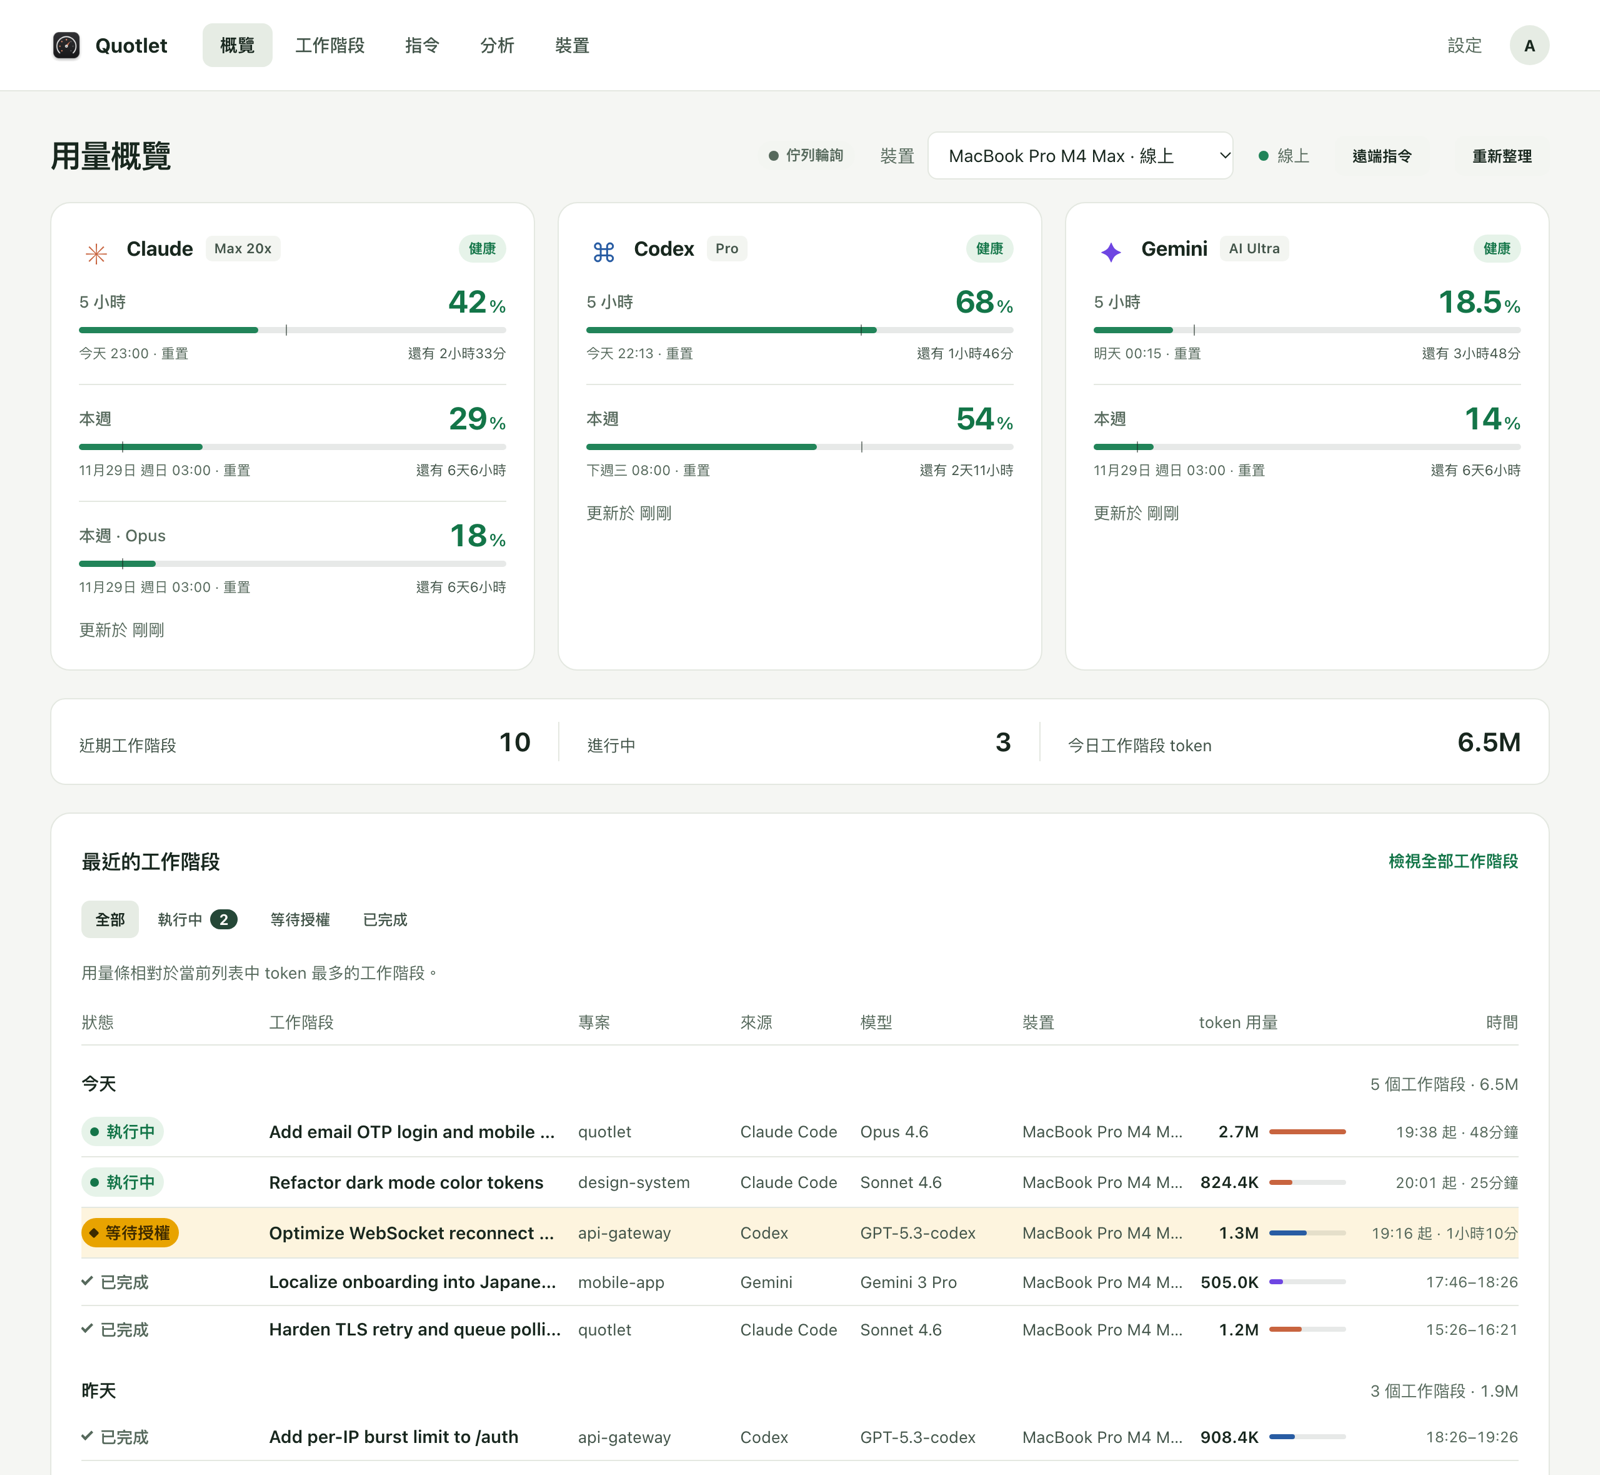 Quotlet 概覽 工作階段 指令 分析 裝置 設定 A
用量概覽 佇列輪詢 裝置 MacBook Pro M4 Max · 線上 線上 遠端指令 重新整理
Claude Max 20x 健康
5 小時 42%
今天 23:00 · 重置 還有 2小時33分
本週 29%
11月29日 週日 03:00 · 重置 還有 6天6小時
本週 · Opus 18%
11月29日 週日 03:00 · 重置 還有 6天6小時
更新於 剛剛
Codex Pro 健康
5 小時 68%
今天 22:13 · 重置 還有 1小時46分
本週 54%
下週三 08:00 · 重置 還有 2天11小時
更新於 剛剛
Gemini AI Ultra 健康
5 小時 18.5%
明天 00:15 · 重置 還有 3小時48分
本週 14%
11月29日 週日 03:00 · 重置 還有 6天6小時
更新於 剛剛
近期工作階段 10 進行中 3 今日工作階段 token 6.5M
最近的工作階段 檢視全部工作階段
全部 執行中 2 等待授權 已完成
用量條相對於當前列表中 token 最多的工作階段。
狀態 工作階段 專案 來源 模型 裝置 token 用量 時間
今天 5 個工作階段 · 6.5M
執行中 Add email OTP login and mobile ... quotlet Claude Code Opus 4.6 MacBook Pro M4 M... 2.7M 19:38 起 · 48分鐘
執行中 Refactor dark mode color tokens design-system Claude Code Sonnet 4.6 MacBook Pro M4 M... 824.4K 20:01 起 · 25分鐘
等待授權 Optimize WebSocket reconnect ... api-gateway Codex GPT-5.3-codex MacBook Pro M4 M... 1.3M 19:16 起 · 1小時10分
已完成 Localize onboarding into Japane... mobile-app Gemini Gemini 3 Pro MacBook Pro M4 M... 505.0K 17:46–18:26
已完成 Harden TLS retry and queue polli... quotlet Claude Code Sonnet 4.6 MacBook Pro M4 M... 1.2M 15:26–16:21
昨天 3 個工作階段 · 1.9M
已完成 Add per-IP burst limit to /auth api-gateway Codex GPT-5.3-codex MacBook Pro M4 M... 908.4K 18:26–19:26